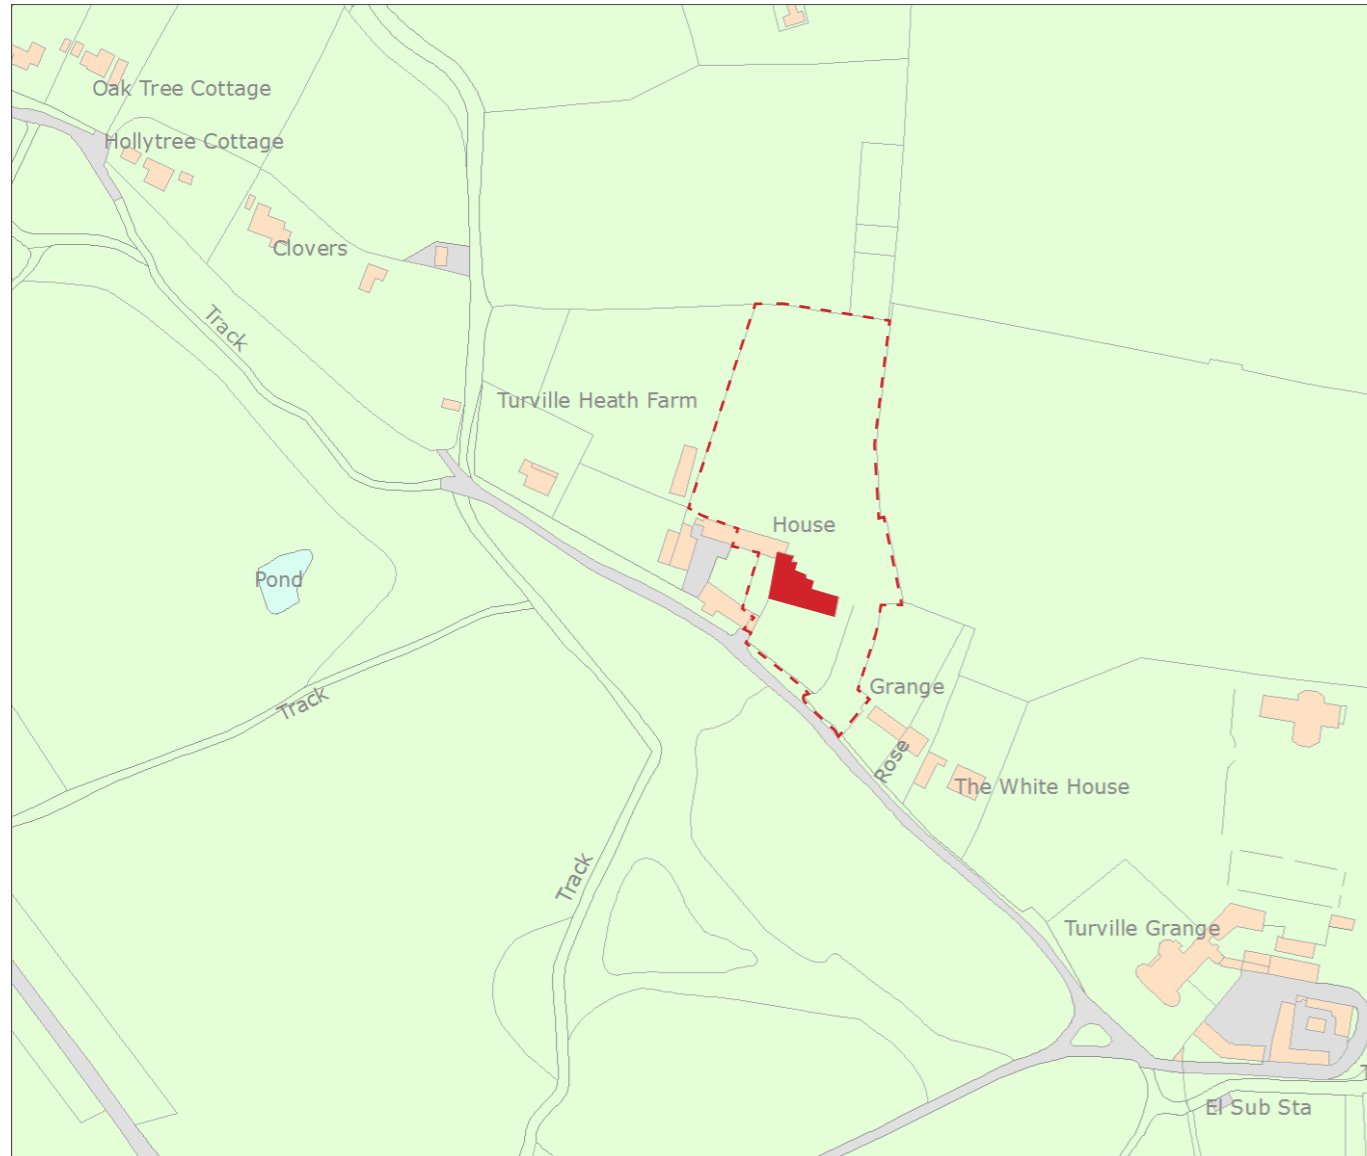 Oak Tree Cottage
Hollytree Cottage
Clovers
Track
Turville Heath Farm
House
Pond
Track
Grange
Rose
The White House
Track
Turville Grange
El Sub Sta